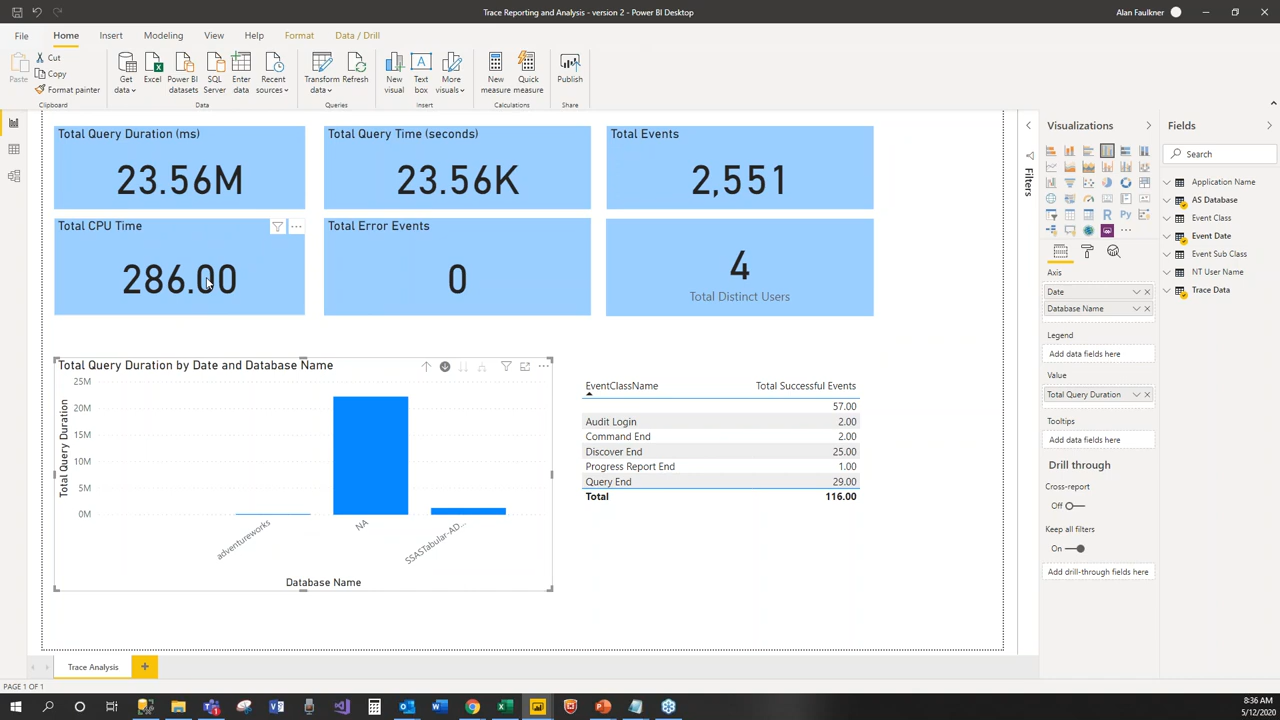 Trace Reporting and Analysis - version 2 - Power BI Desktop
Alan Faulkner
File Home Insert Modeling View Help Format Data / Drill
Paste
Cut
Copy
Format painter
Get data
Excel
Power BI datasets
SQL Server
Enter data
Recent sources
Transform data
Refresh
New visual
Text box
More visuals
New measure
Quick measure
Publish
Clipboard Data Queries Insert Calculations Share
Total Query Duration (ms)
23.56M
Total Query Time (seconds)
23.56K
Total Events
2,551
Total CPU Time
286.00
Total Error Events
0
4
Total Distinct Users
Total Query Duration by Date and Database Name
Total Query Duration
25M
20M
15M
10M
5M
0M
adventureworks
NA
SSASTabular-AD...
Database Name
EventClassName Total Successful Events
57.00
Audit Login 2.00
Command End 2.00
Discover End 25.00
Progress Report End 1.00
Query End 29.00
Total 116.00
Filters
Visualizations
R
Py
Axis
Date
Database Name
Legend
Add data fields here
Value
Total Query Duration
Tooltips
Add data fields here
Drill through
Cross-report
Off
Keep all filters
On
Add drill-through fields here
Fields
Search
Application Name
AS Database
Event Class
Event Date
Event Sub Class
NT User Name
Trace Data
Trace Analysis
PAGE 1 OF 1
8:36 AM
5/12/2020